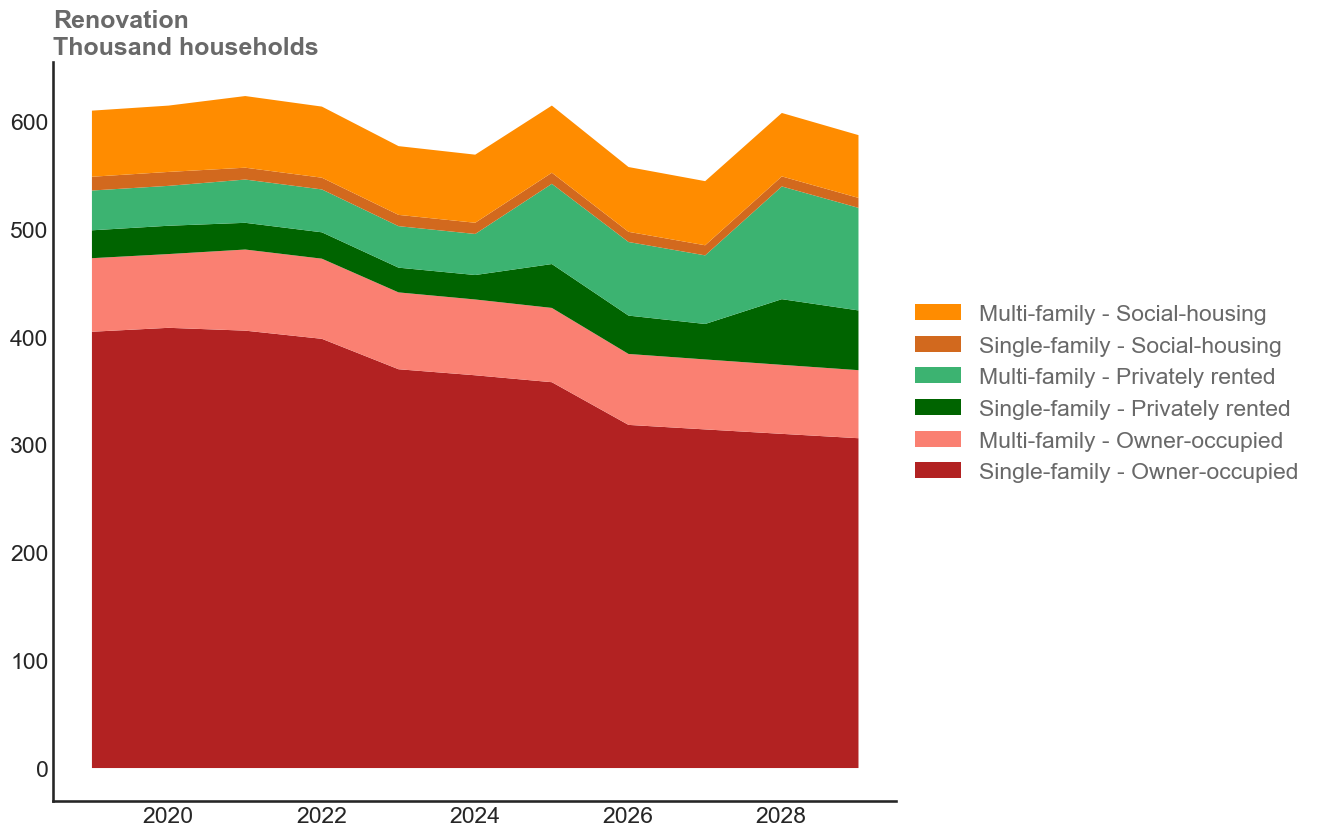 Renovation
Thousand households
600
500
400
300
200
100
0
2020 2022 2024 2026 2028
Multi-family - Social-housing
Single-family - Social-housing
Multi-family - Privately rented
Single-family - Privately rented
Multi-family - Owner-occupied
Single-family - Owner-occupied